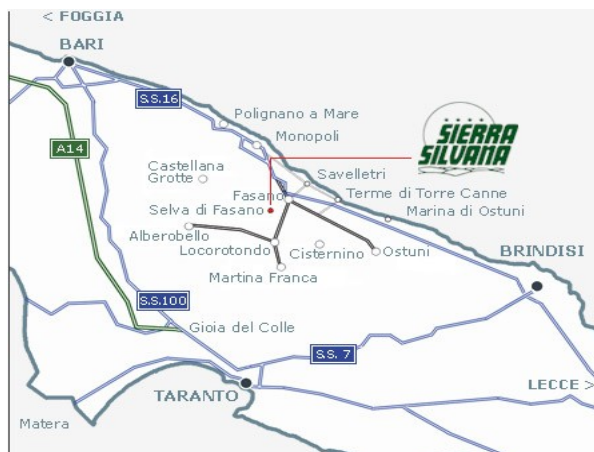 < FOGGIA
BARI
S.S.16
Polignano a Mare
Monopoli
SIERRA
SILVANA
A14
Castellana
Grotte
Savelletri
Fasano
Terme di Torre Canne
Selva di Fasano
Marina di Ostuni
Alberobello
Locorotondo
Cisternino
Ostuni
BRINDISI
Martina Franca
S.S.100
Gioia del Colle
S.S. 7
TARANTO
LECCE >
Matera